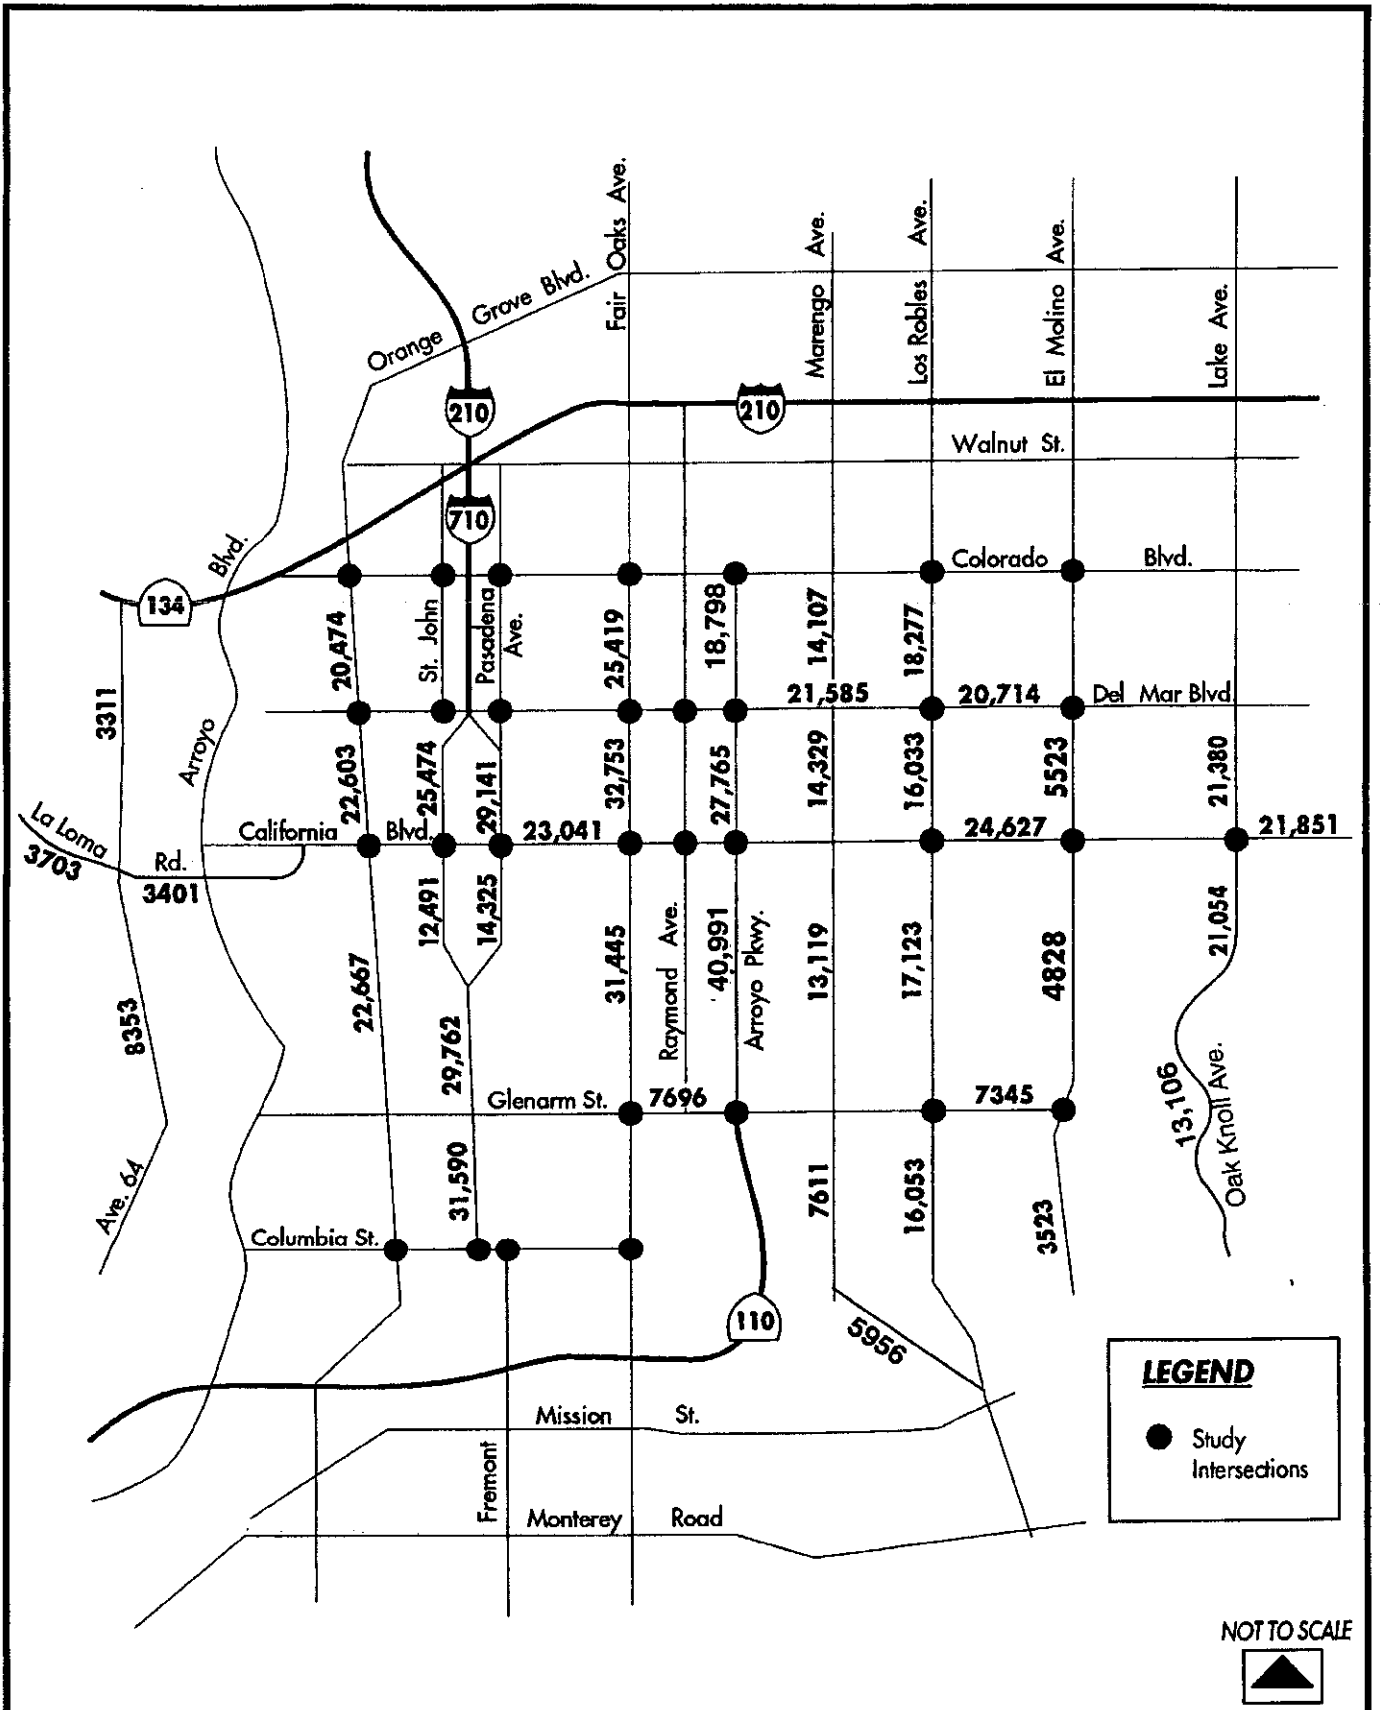 Fair Oaks Ave.
Marengo Ave.
Los Robles Ave.
El Molino Ave.
Lake Ave.
Orange Grove Blvd.
210
210
Walnut St.
710
Colorado Blvd.
134
Arroyo Blvd.
St. John
Pasadena Ave.
20,474
25,419
18,798
14,107
18,277
3311
21,585
20,714
Del Mar Blvd.
22,603
25,474
29,141
32,753
27,765
14,329
16,033
5523
21,380
La Loma Rd.
3703
3401
California Blvd.
23,041
24,627
21,851
12,491
14,325
22,667
31,445
Raymond Ave.
40,991
Arroyo Pkwy.
13,119
17,123
4828
21,054
8353
29,762
Glenarm St.
7696
7345
13,106
Oak Knoll Ave.
Ave. 64
31,590
7611
16,053
3523
Columbia St.
110
5956
Mission St.
Fremont
Monterey Road
LEGEND
Study
Intersections
NOT TO SCALE